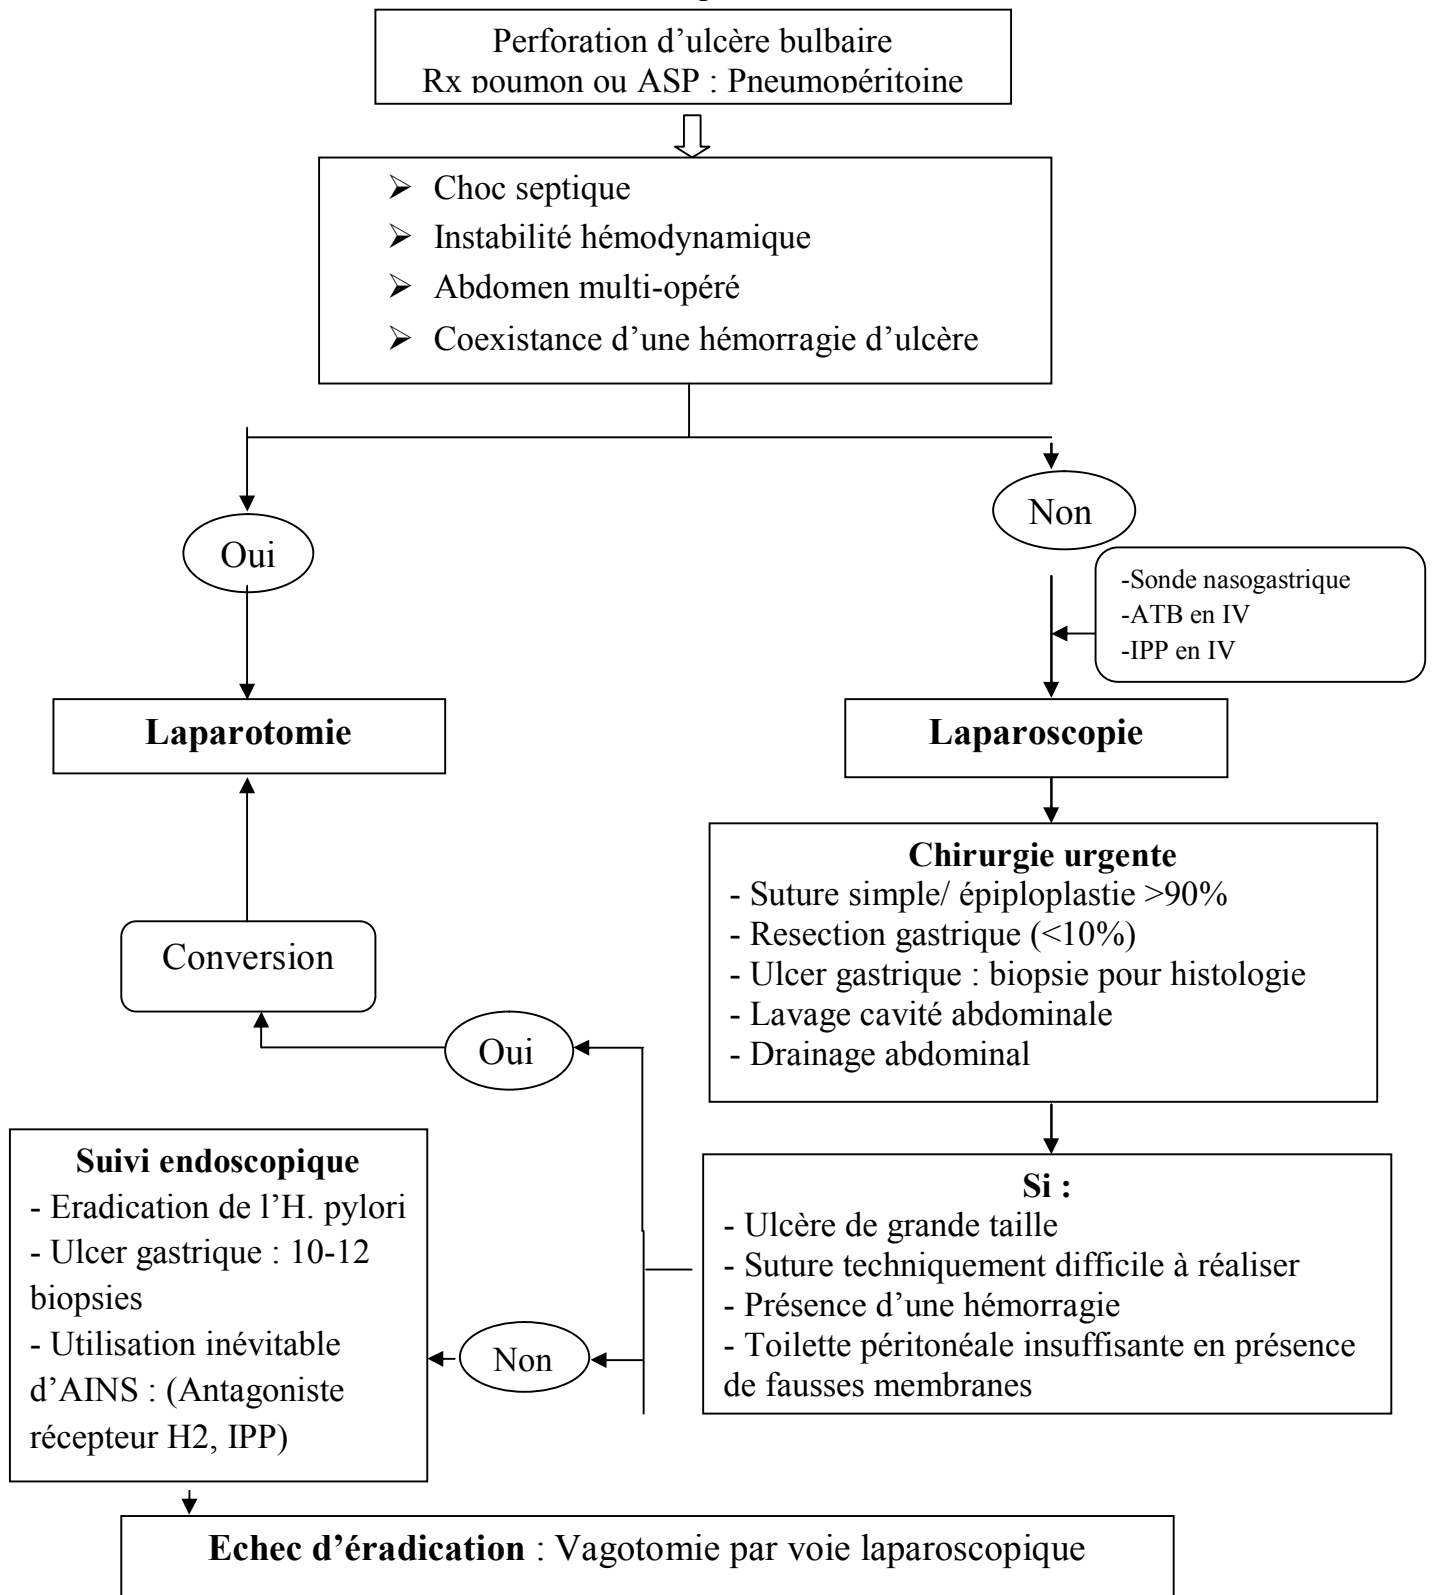 Perforation d’ulcère bulbaire
Rx poumon ou ASP : Pneumopéritoine
➢ Choc septique
➢ Instabilité hémodynamique
➢ Abdomen multi-opéré
➢ Coexistance d’une hémorragie d’ulcère
Oui
Non
-Sonde nasogastrique
-ATB en IV
-IPP en IV
Laparotomie
Laparoscopie
Chirurgie urgente
- Suture simple/ épiploplastie >90%
- Resection gastrique (<10%)
- Ulcer gastrique : biopsie pour histologie
- Lavage cavité abdominale
- Drainage abdominal
Conversion
Oui
Si :
- Ulcère de grande taille
- Suture techniquement difficile à réaliser
- Présence d’une hémorragie
- Toilette péritonéale insuffisante en présence
de fausses membranes
Non
Suivi endoscopique
- Eradication de l’H. pylori
- Ulcer gastrique : 10-12
biopsies
- Utilisation inévitable
d’AINS : (Antagoniste
récepteur H2, IPP)
Echec d’éradication : Vagotomie par voie laparoscopique